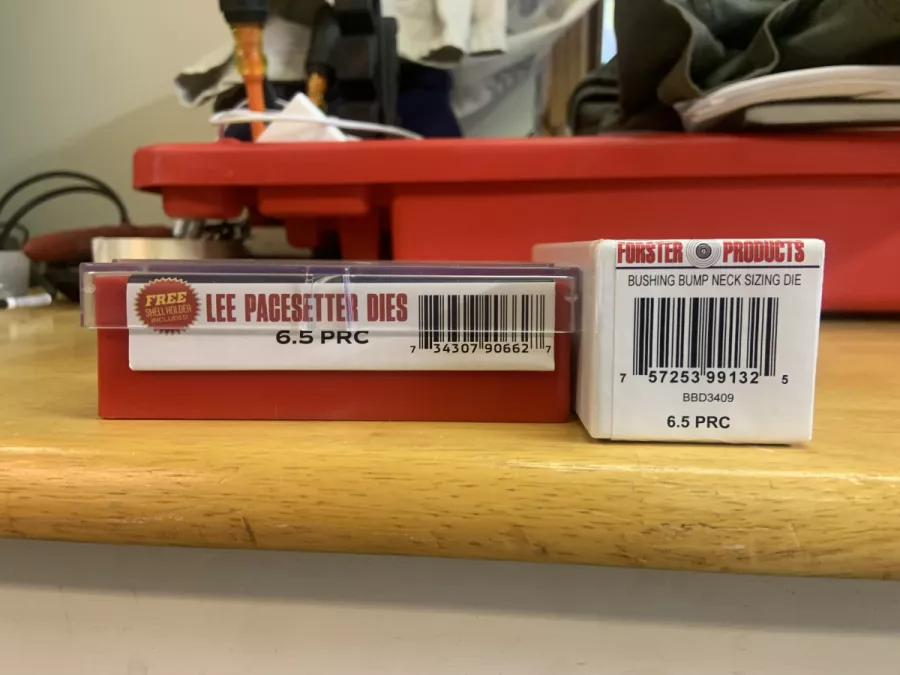 FREE
SHELL HOLDER
INCLUDED
LEE PACESETTER DIES
6.5 PRC
7 34307 90662 7
FORSTER PRODUCTS
BUSHING BUMP NECK SIZING DIE
7 57253 99132 5
BBD3409
6.5 PRC